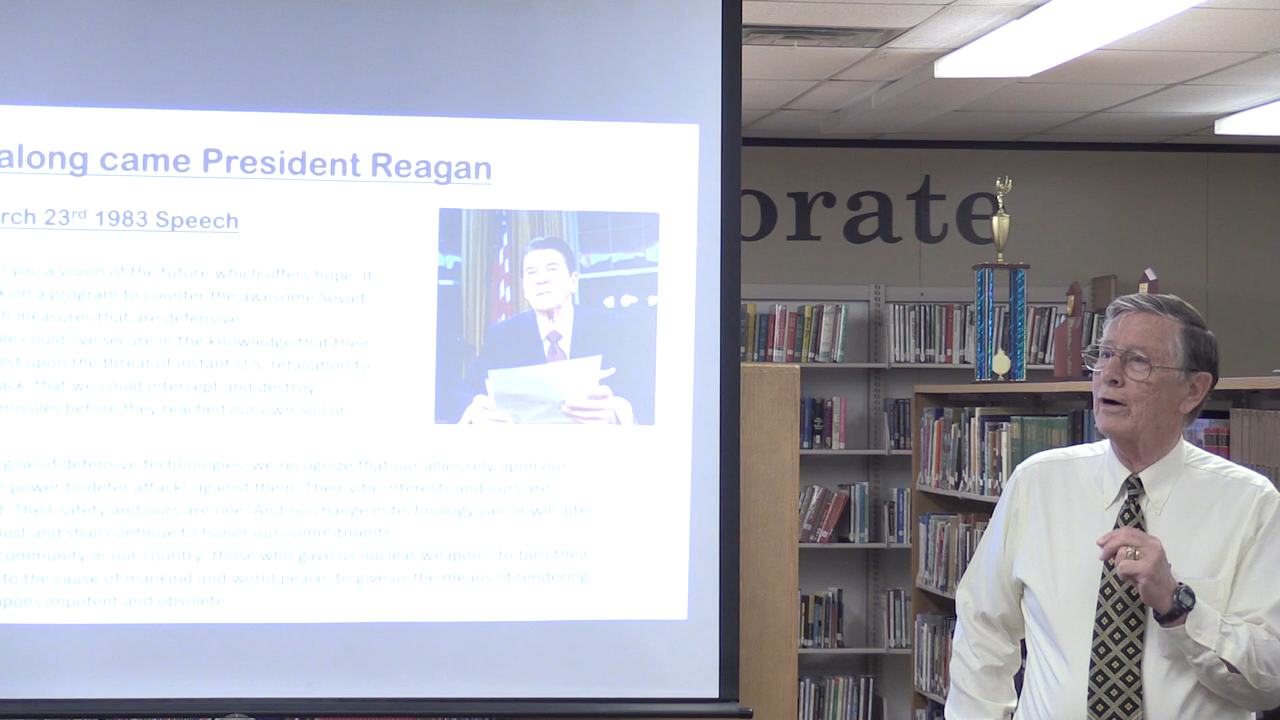 along came President Reagan
rch 23rd 1983 Speech
n you a vision of the future which offers hope. It
k on a program to counter the awesome Soviet
h measures that are defensive.
le could live secure in the knowledge that their
est upon the threat of instant U.S. retaliation to
ack, that we could intercept and destroy
missiles before they reached our own soil or
goal of defensive technologies, we recognize that our allies rely upon our
e power to deter attacks against them. Their vital interests and ours are
Their safety and ours are one. And no change in technology can or will alter
ust and shall continue to honor our commitments.
community in our country, those who gave us nuclear weapons, to turn their
to the cause of mankind and world peace, to give us the means of rendering
apons impotent and obsolete.
orate